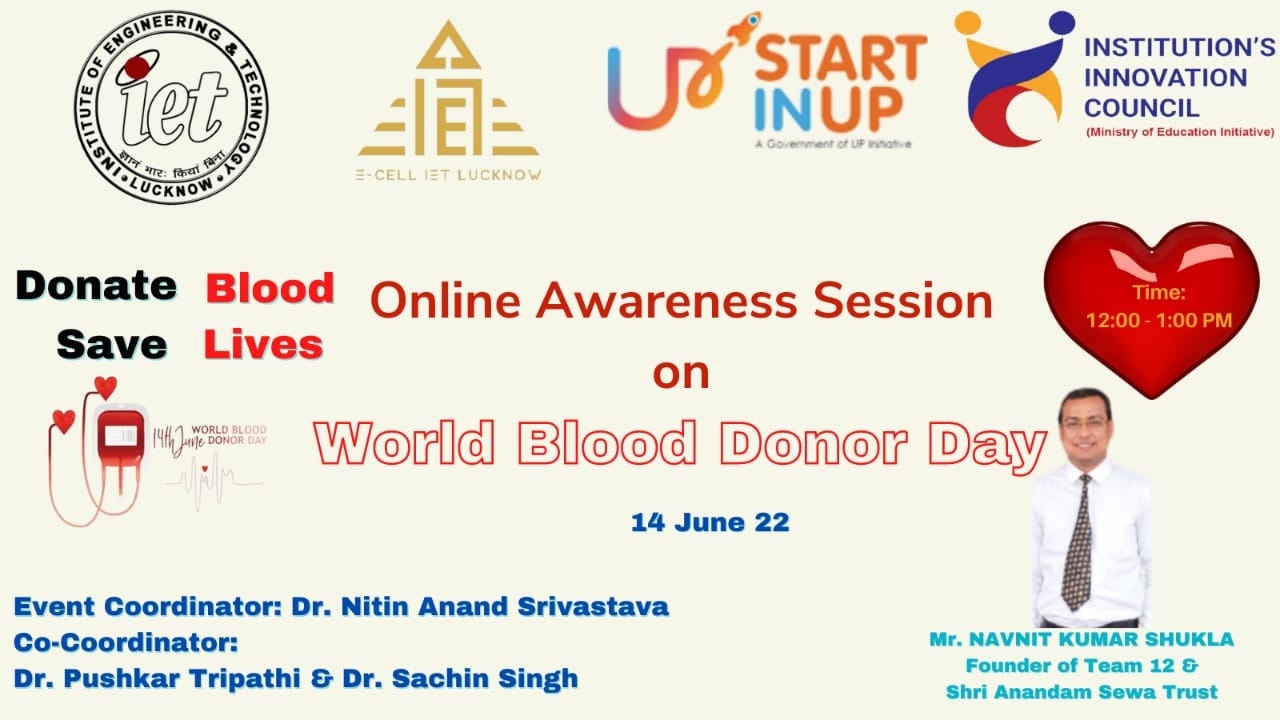 INSTITUTE OF ENGINEERING & TECHNOLOGY
iet
ज्ञानं भारः क्रियां बिना
• LUCKNOW •
IET
E-CELL IET LUCKNOW
UP
START
INUP
A Government of UP Initiative
INSTITUTION'S
INNOVATION
COUNCIL
(Ministry of Education Initiative)
Donate Blood
Save Lives
14th June WORLD BLOOD
DONOR DAY
Online Awareness Session
on
World Blood Donor Day
14 June 22
Time:
12:00 - 1:00 PM
Event Coordinator: Dr. Nitin Anand Srivastava
Co-Coordinator:
Dr. Pushkar Tripathi & Dr. Sachin Singh
Mr. NAVNIT KUMAR SHUKLA
Founder of Team 12 &
Shri Anandam Sewa Trust